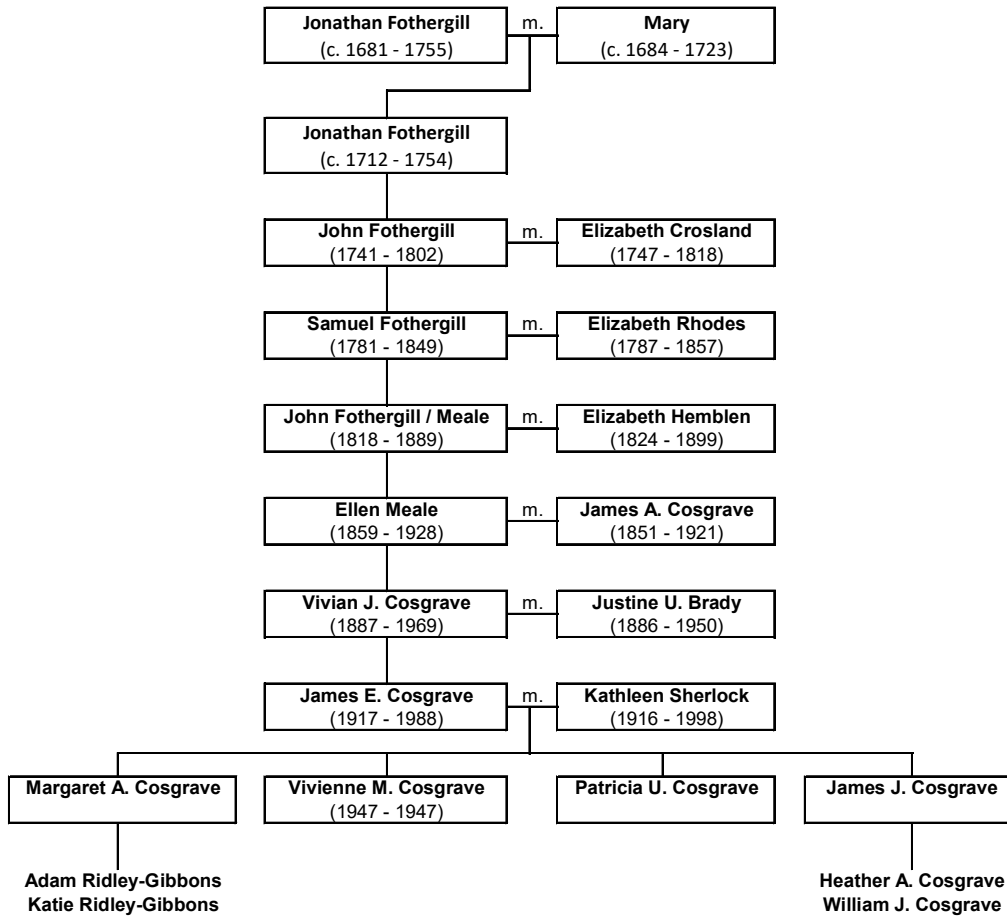 Jonathan Fothergill
(c. 1681 - 1755)
m.
Mary
(c. 1684 - 1723)
Jonathan Fothergill
(c. 1712 - 1754)
John Fothergill
(1741 - 1802)
m.
Elizabeth Crosland
(1747 - 1818)
Samuel Fothergill
(1781 - 1849)
m.
Elizabeth Rhodes
(1787 - 1857)
John Fothergill / Meale
(1818 - 1889)
m.
Elizabeth Hemblen
(1824 - 1899)
Ellen Meale
(1859 - 1928)
m.
James A. Cosgrave
(1851 - 1921)
Vivian J. Cosgrave
(1887 - 1969)
m.
Justine U. Brady
(1886 - 1950)
James E. Cosgrave
(1917 - 1988)
m.
Kathleen Sherlock
(1916 - 1998)
Margaret A. Cosgrave
Vivienne M. Cosgrave
(1947 - 1947)
Patricia U. Cosgrave
James J. Cosgrave
Adam Ridley-Gibbons
Katie Ridley-Gibbons
Heather A. Cosgrave
William J. Cosgrave